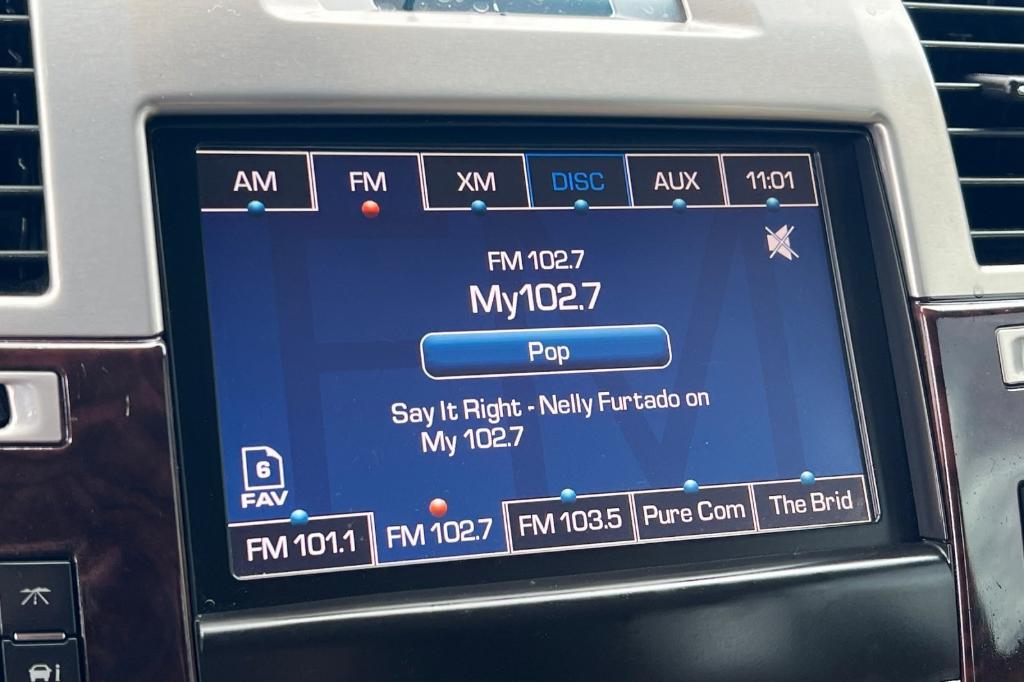 AM FM XM DISC AUX 11:01
FM 102.7
My102.7
Pop
Say It Right - Nelly Furtado on
My 102.7
6
FAV
FM 101.1 FM 102.7 FM 103.5 Pure Com The Brid
i